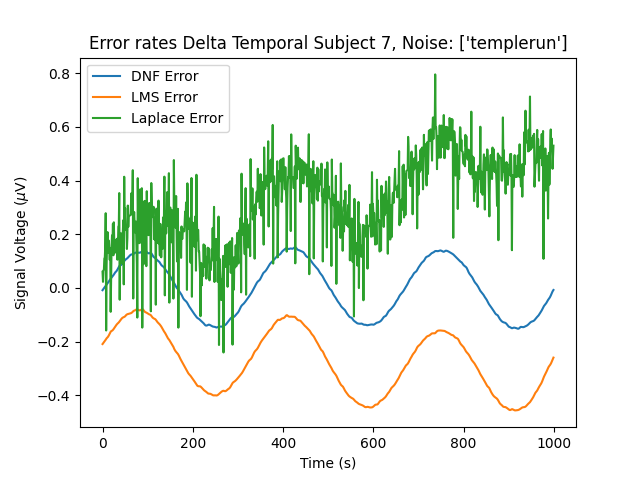 Error rates Delta Temporal Subject 7, Noise: ['templerun']
DNF Error
LMS Error
Laplace Error
Signal Voltage (μV)
0.8
0.6
0.4
0.2
0.0
−0.2
−0.4
0 200 400 600 800 1000
Time (s)